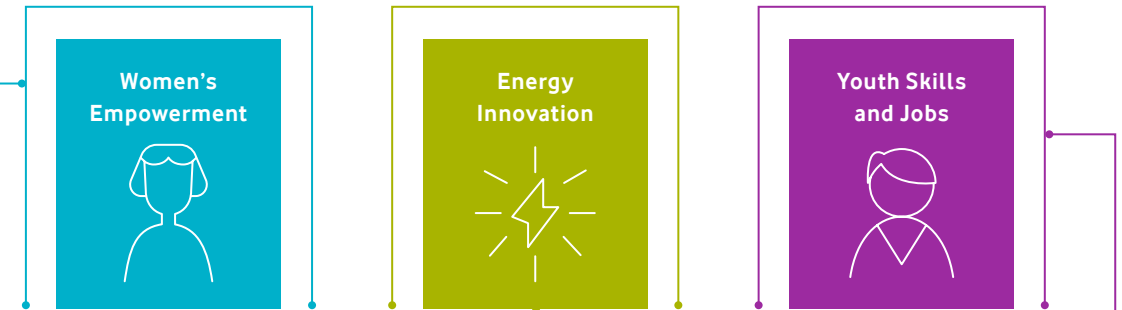 Women’s
Empowerment
Energy
Innovation
Youth Skills
and Jobs